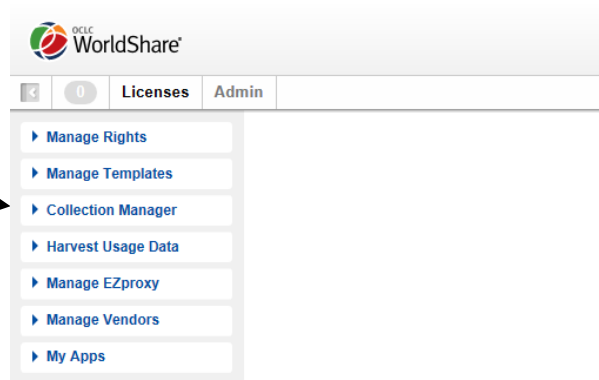 OCLC
WorldShare®
0 Licenses Admin
Manage Rights
Manage Templates
Collection Manager
Harvest Usage Data
Manage EZproxy
Manage Vendors
My Apps